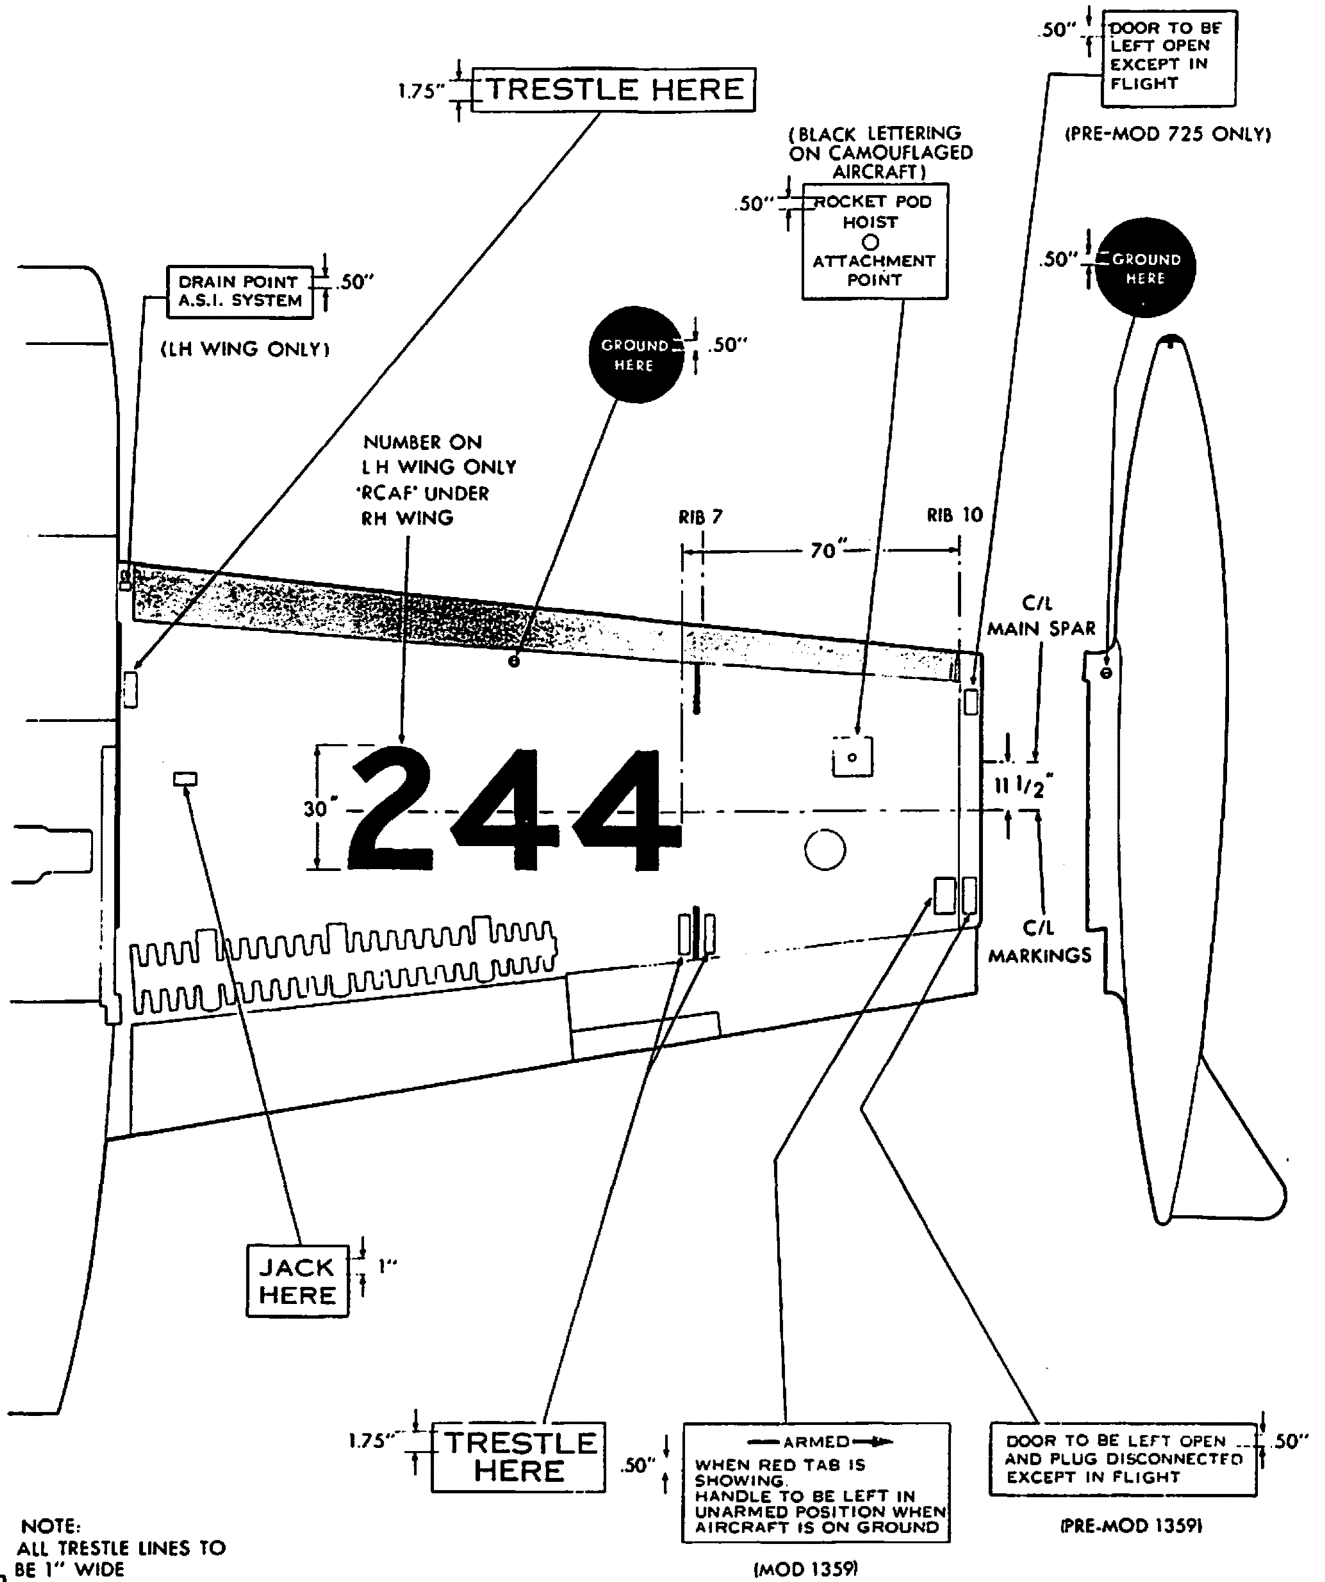 .50"
DOOR TO BE
LEFT OPEN
EXCEPT IN
FLIGHT
(PRE-MOD 725 ONLY)
1.75"
TRESTLE HERE
(BLACK LETTERING
ON CAMOUFLAGED
AIRCRAFT)
.50"
ROCKET POD
HOIST
ATTACHMENT
POINT
.50"
GROUND
HERE
DRAIN POINT
A.S.I. SYSTEM
.50"
(LH WING ONLY)
GROUND
HERE
.50"
NUMBER ON
LH WING ONLY
'RCAF' UNDER
RH WING
RIB 7
RIB 10
70"
C/L
MAIN SPAR
30"
244
11 1/2"
C/L
MARKINGS
JACK
HERE
1"
1.75"
TRESTLE
HERE
.50"
ARMED
WHEN RED TAB IS
SHOWING.
HANDLE TO BE LEFT IN
UNARMED POSITION WHEN
AIRCRAFT IS ON GROUND
(MOD 1359)
DOOR TO BE LEFT OPEN
AND PLUG DISCONNECTED
EXCEPT IN FLIGHT
.50"
(PRE-MOD 1359)
NOTE:
ALL TRESTLE LINES TO
BE 1" WIDE